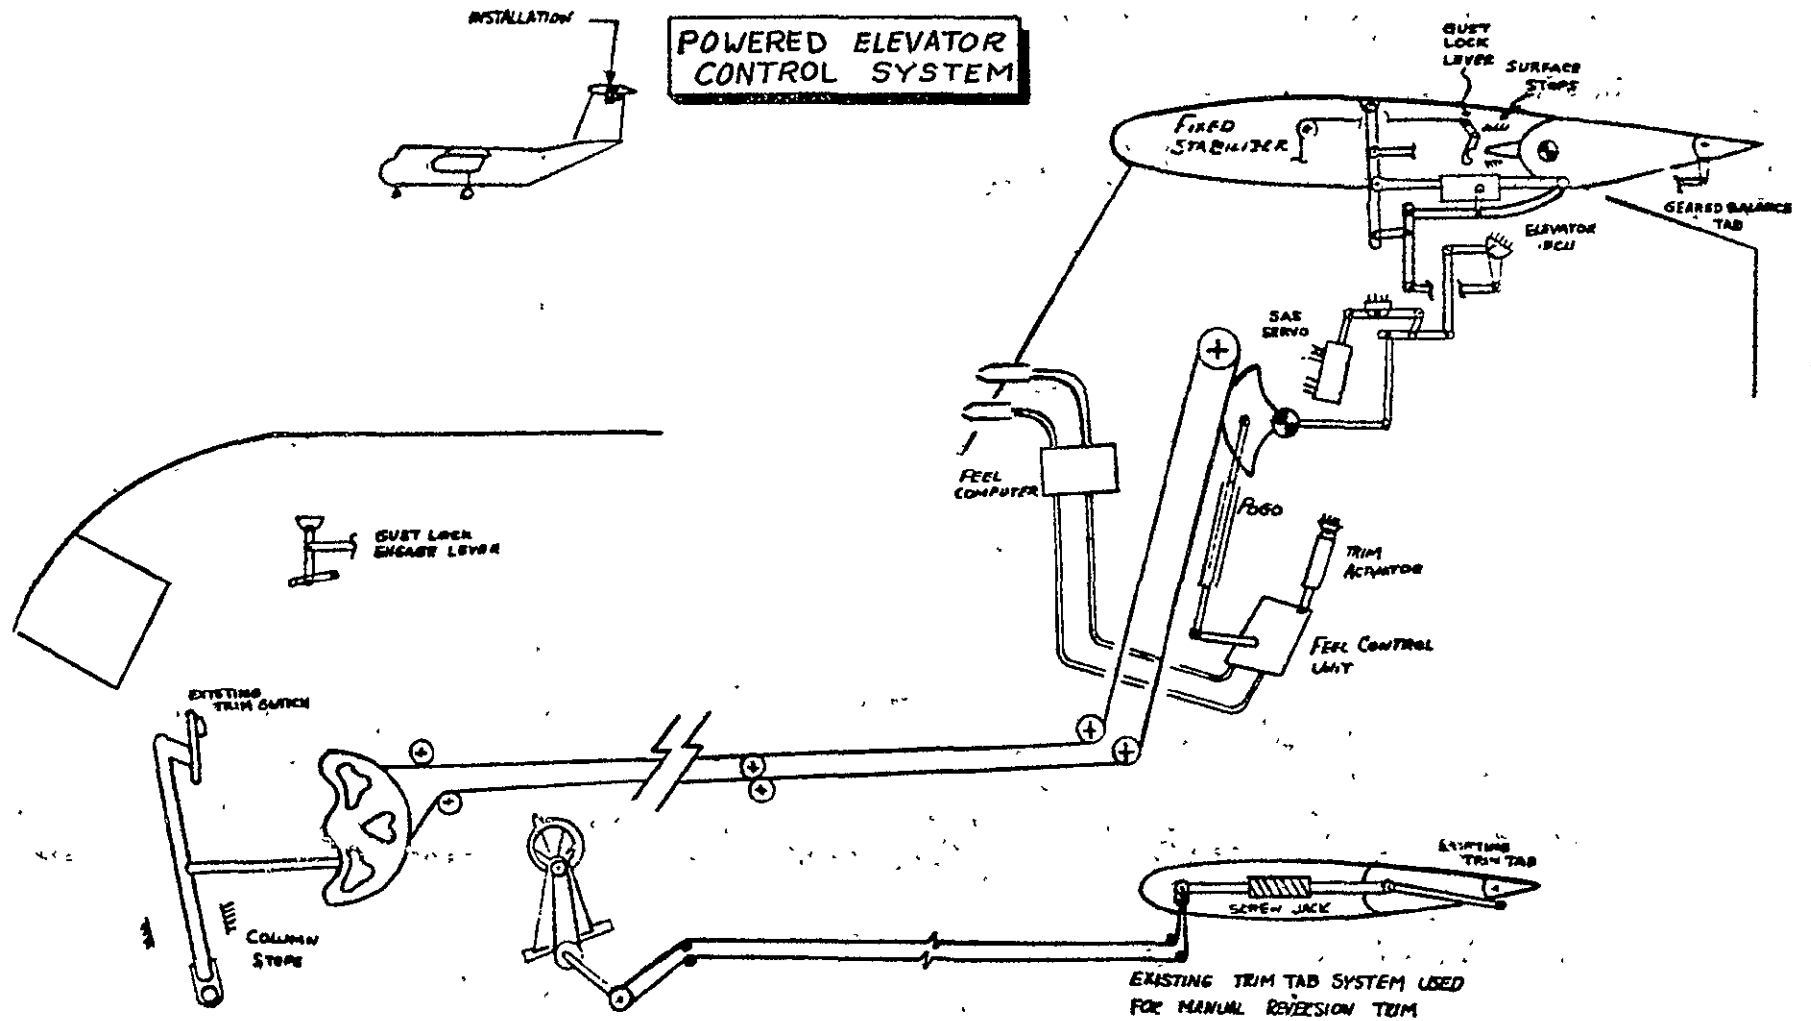 INSTALLATION
POWERED ELEVATOR
CONTROL SYSTEM
GUST
LOCK
LEVER
SURFACE
STOPS
FIXED
STABILIZER
GEARED BALANCE
TAB
ELEVATOR
PCU
SAS
SERVO
FEEL
COMPUTER
POGO
TRIM
ACTUATOR
FEEL CONTROL
UNIT
GUST LOCK
ENGAGE LEVER
EXISTING
TRIM SWITCH
COLUMN
STOPS
EXISTING
TRIM TAB
SCREW JACK
EXISTING TRIM TAB SYSTEM USED
FOR MANUAL REVERSION TRIM